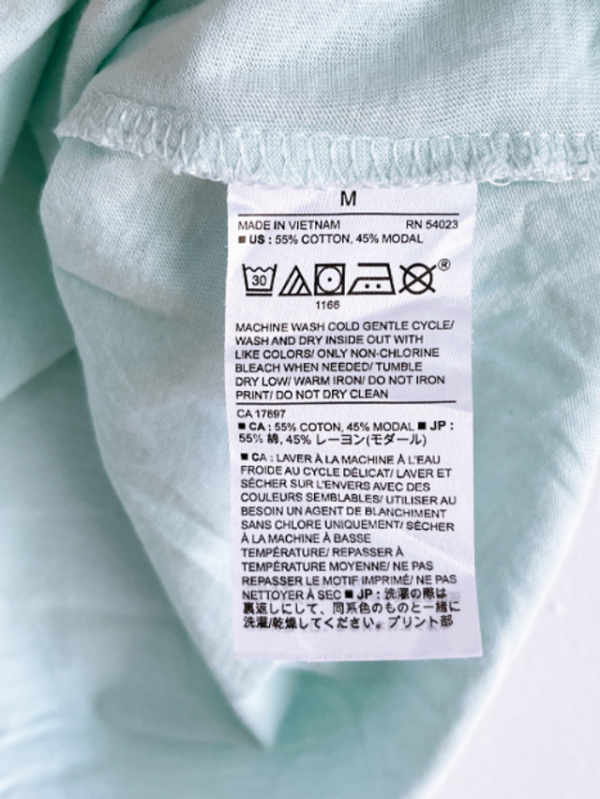 M
MADE IN VIETNAM RN 54023
■ US : 55% COTTON, 45% MODAL
30
®
1166
MACHINE WASH COLD GENTLE CYCLE/
WASH AND DRY INSIDE OUT WITH
LIKE COLORS/ ONLY NON-CHLORINE
BLEACH WHEN NEEDED/ TUMBLE
DRY LOW/ WARM IRON/ DO NOT IRON
PRINT/ DO NOT DRY CLEAN
CA 17897
■ CA : 55% COTON, 45% MODAL ■ JP :
55% 綿, 45% レーヨン(モダール)
■ CA : LAVER À LA MACHINE À L'EAU
FROIDE AU CYCLE DÉLICAT/ LAVER ET
SÉCHER SUR L'ENVERS AVEC DES
COULEURS SEMBLABLES/ UTILISER AU
BESOIN UN AGENT DE BLANCHIMENT
SANS CHLORE UNIQUEMENT/ SÉCHER
À LA MACHINE À BASSE
TEMPÉRATURE/ REPASSER À
TEMPÉRATURE MOYENNE/ NE PAS
REPASSER LE MOTIF IMPRIMÉ/ NE PAS
NETTOYER À SEC ■ JP : 洗濯の際は
裏返しにして、同系色のものと一緒に
洗濯/乾燥してください。プリント部